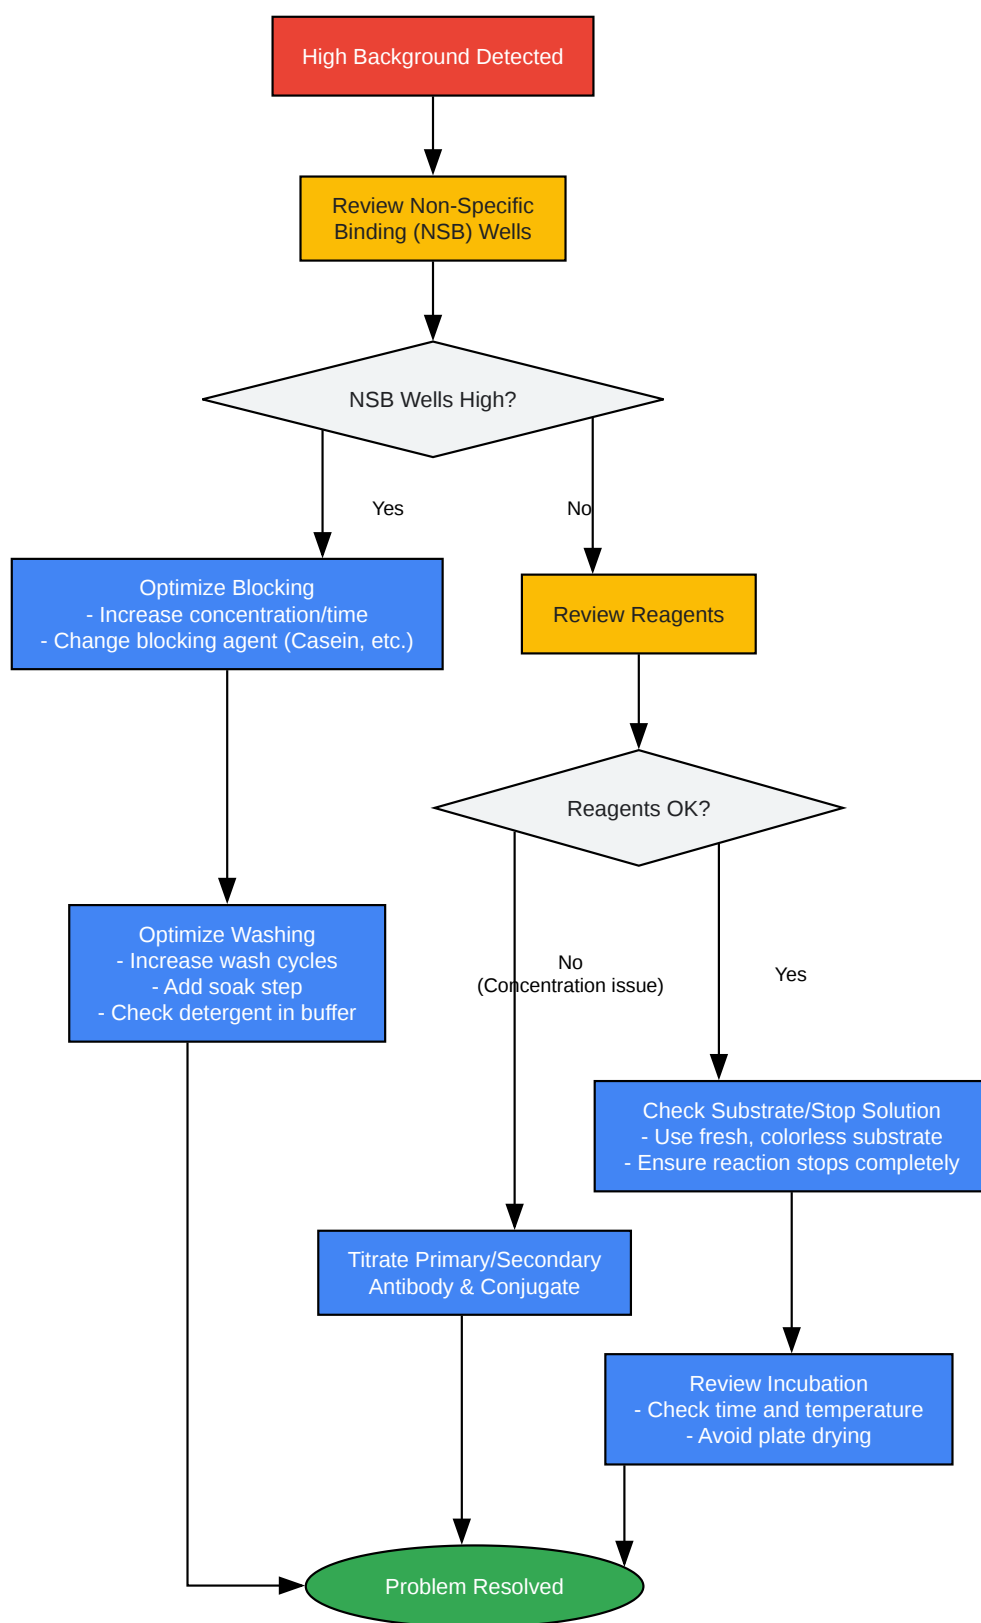 High Background Detected
Review Non-Specific
Binding (NSB) Wells
NSB Wells High?
Yes
No
Optimize Blocking
- Increase concentration/time
- Change blocking agent (Casein, etc.)
Review Reagents
Reagents OK?
Optimize Washing
- Increase wash cycles
- Add soak step
- Check detergent in buffer
No
(Concentration issue)
Yes
Check Substrate/Stop Solution
- Use fresh, colorless substrate
- Ensure reaction stops completely
Titrate Primary/Secondary
Antibody & Conjugate
Review Incubation
- Check time and temperature
- Avoid plate drying
Problem Resolved